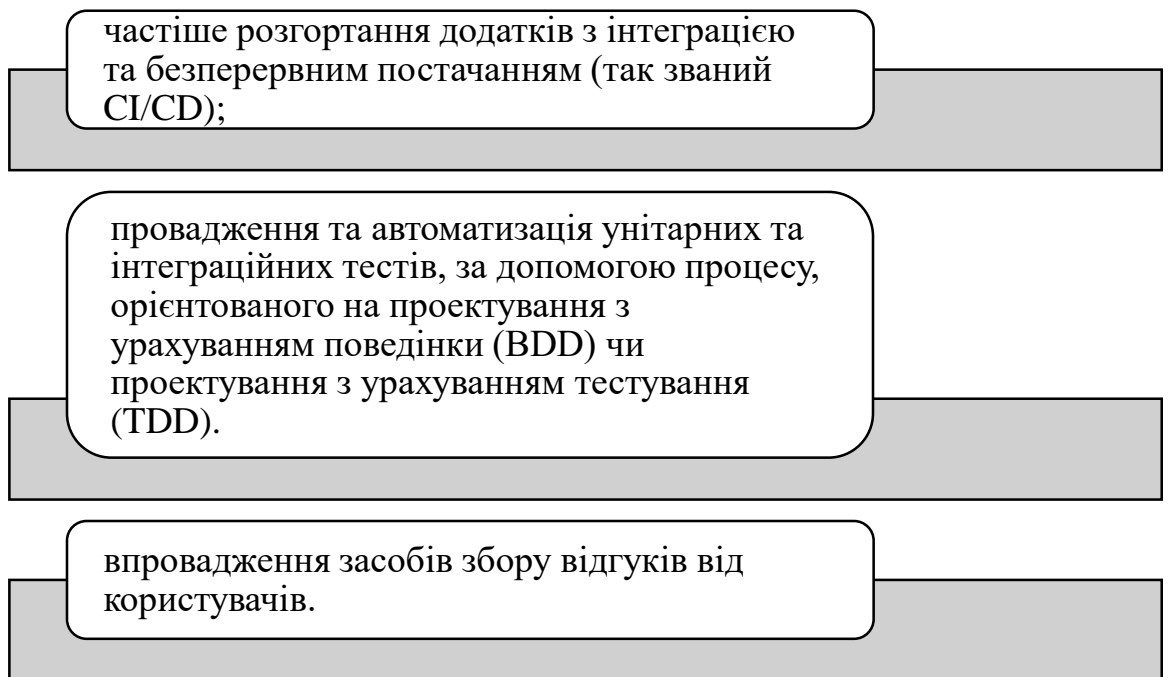 частіше розгортання додатків з інтеграцією
та безперервним постачанням (так званий
CI/CD);
провадження та автоматизація унітарних та
інтеграційних тестів, за допомогою процесу,
орієнтованого на проектування з
урахуванням поведінки (BDD) чи
проектування з урахуванням тестування
(TDD).
впровадження засобів збору відгуків від
користувачів.